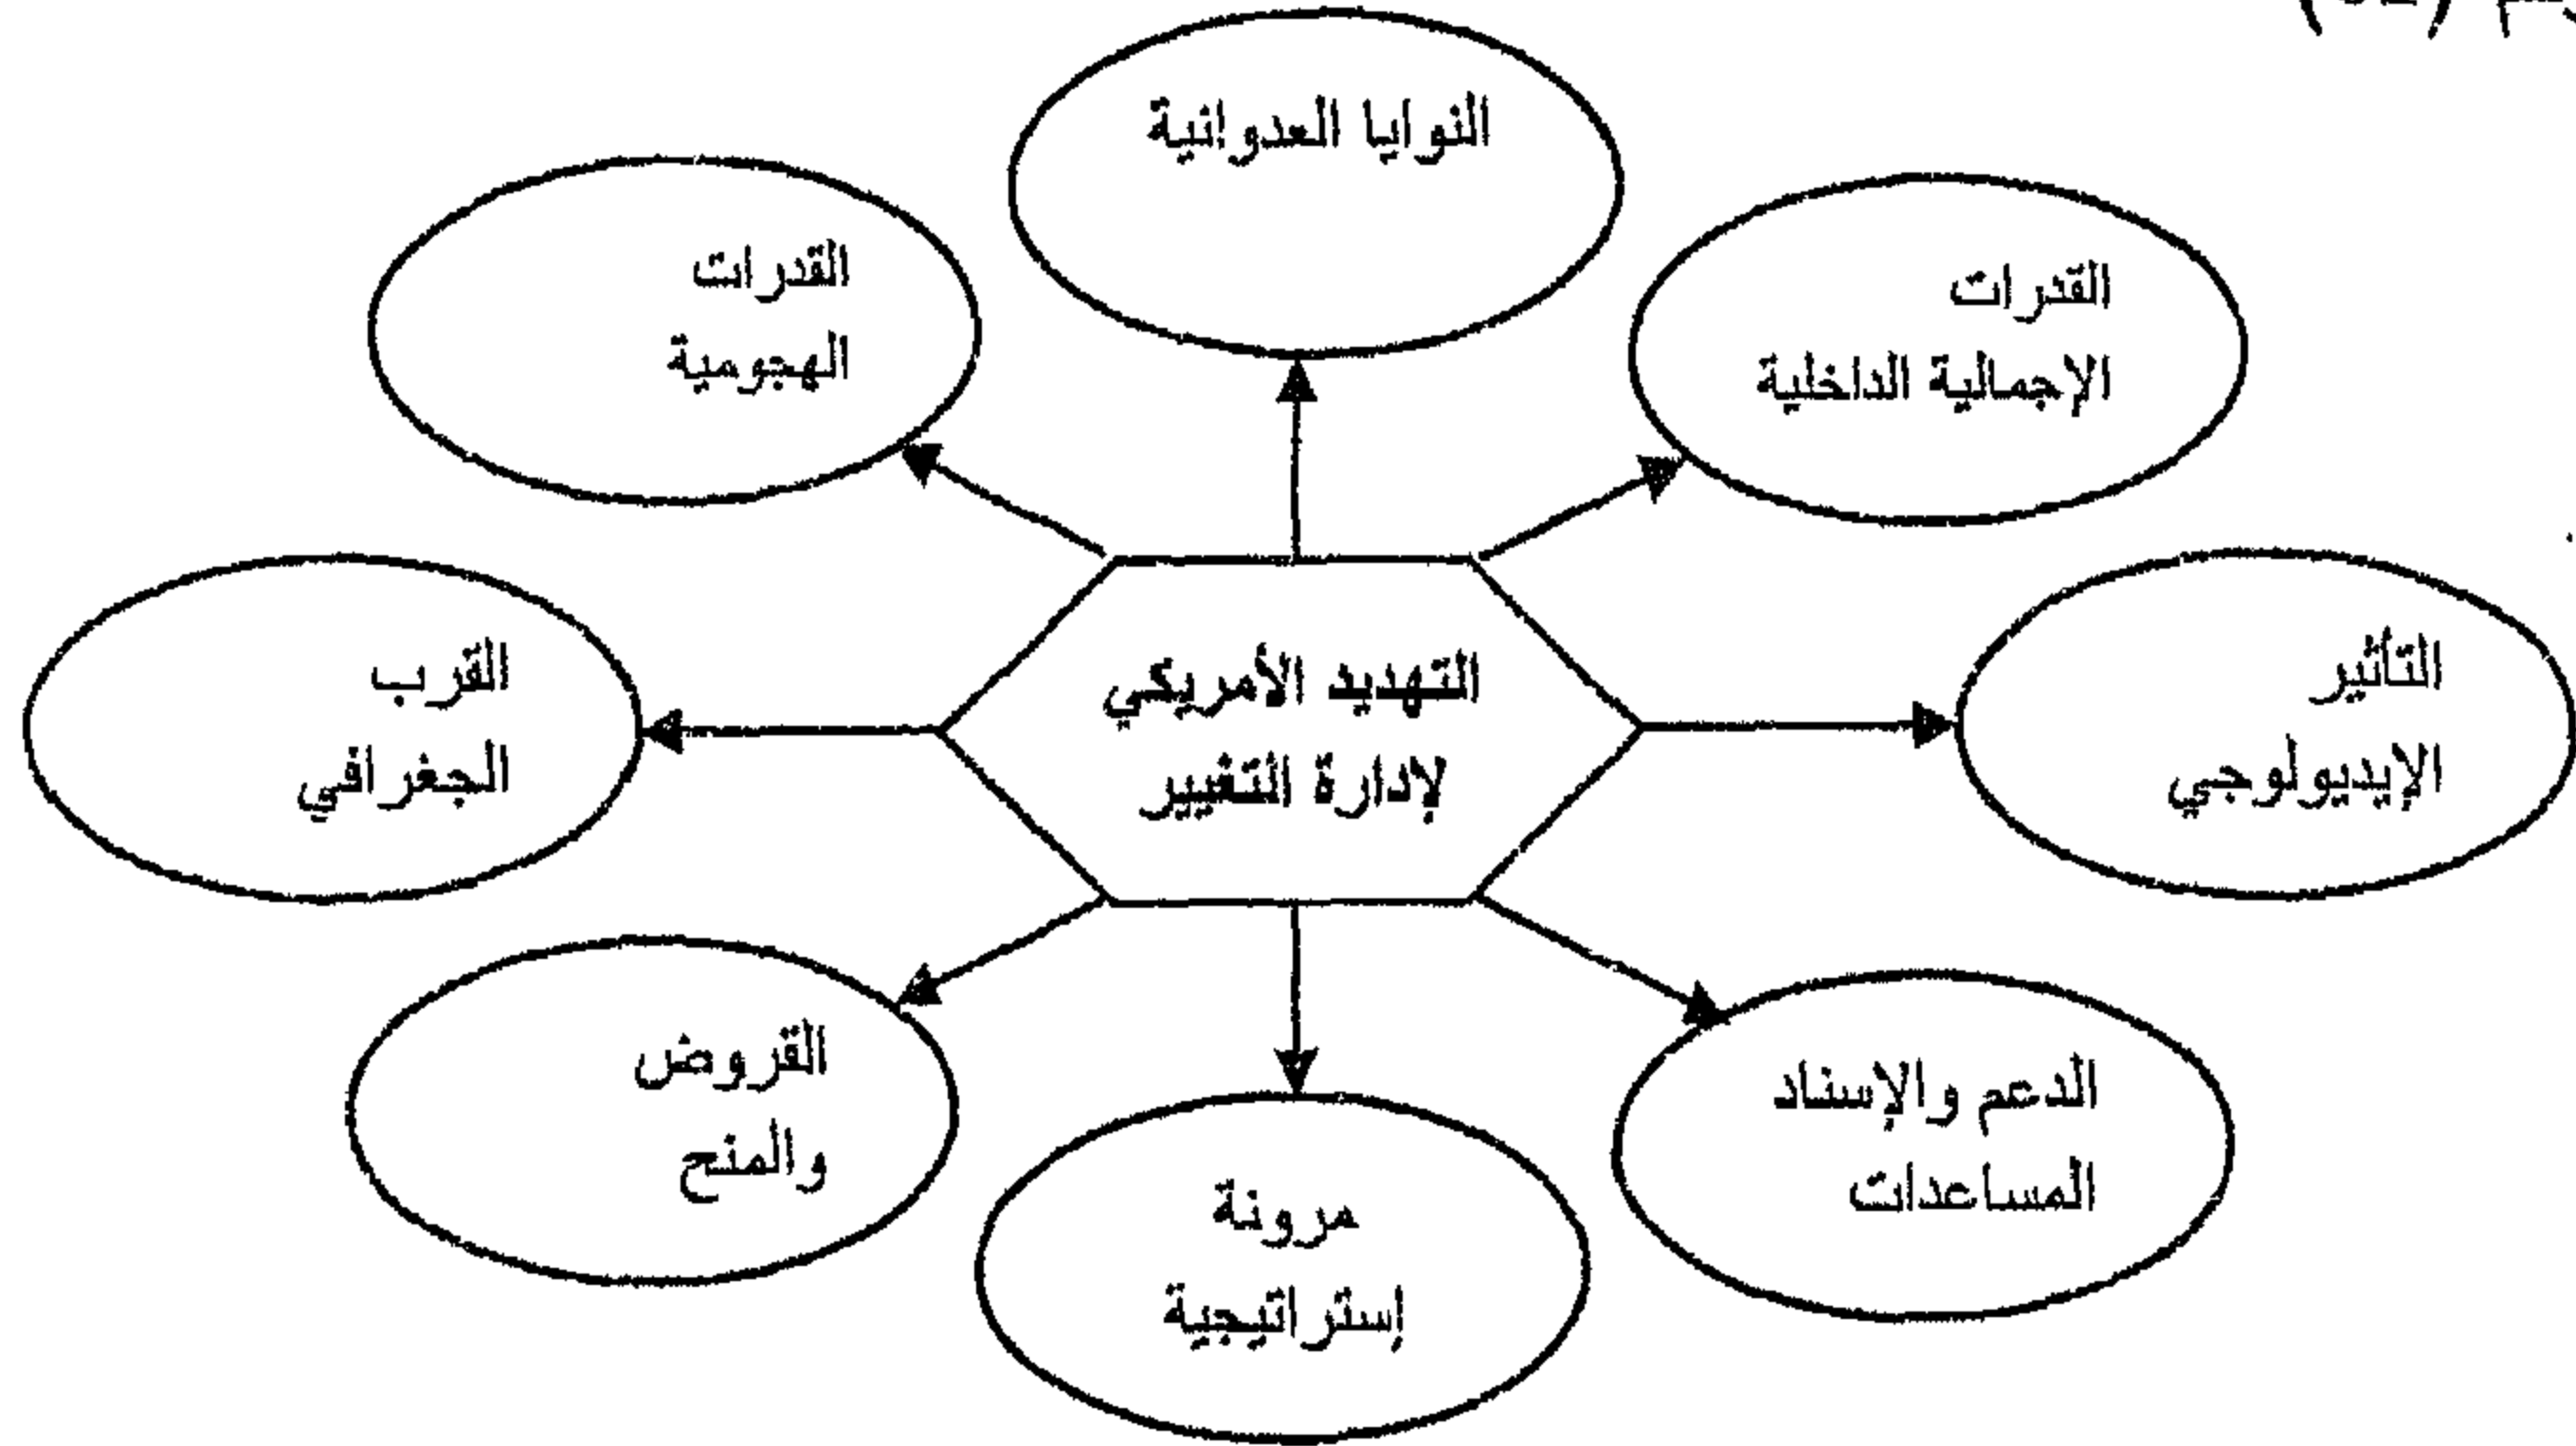 النوايا العدوانية
القدرات
الإجمالية الداخلية
القدرات
الهجومية
التأثير
الإيديولوجي
التهديد الأمريكي
لإدارة التغيير
القرب
الجغرافي
الدعم والإسناد
المساعدات
القروض
والمنح
مرونة
إستراتيجية